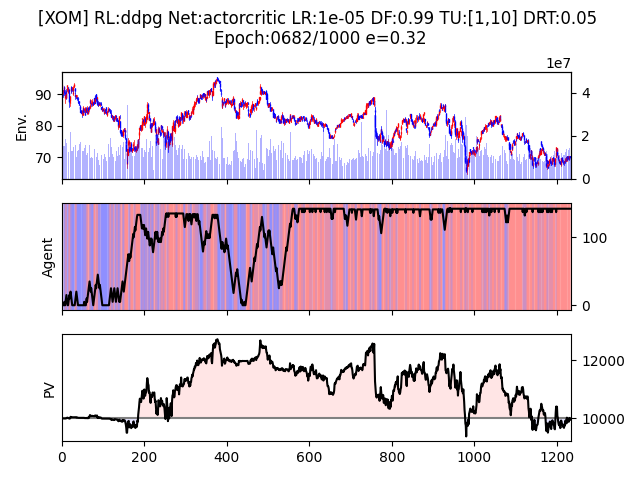 [XOM] RL:ddpg Net:actorcritic LR:1e-05 DF:0.99 TU:[1,10] DRT:0.05
Epoch:0682/1000 e=0.32
1e7
Env.
90
80
70
4
2
0
Agent
100
0
PV
12000
10000
0
200
400
600
800
1000
1200